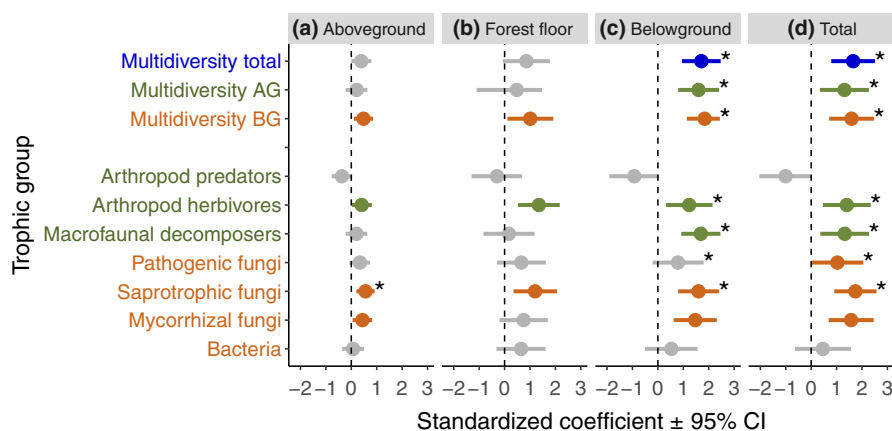 (a) Aboveground (b) Forest floor (c) Belowground (d) Total
Trophic group
Multidiversity total * *
Multidiversity AG * *
Multidiversity BG * *
Arthropod predators
Arthropod herbivores * *
Macrofaunal decomposers * *
Pathogenic fungi * *
Saprotrophic fungi * * *
Mycorrhizal fungi
Bacteria
−2 −1 0 1 2 3 −2 −1 0 1 2 3 −2 −1 0 1 2 3 −2 −1 0 1 2 3
Standardized coefficient ± 95% CI